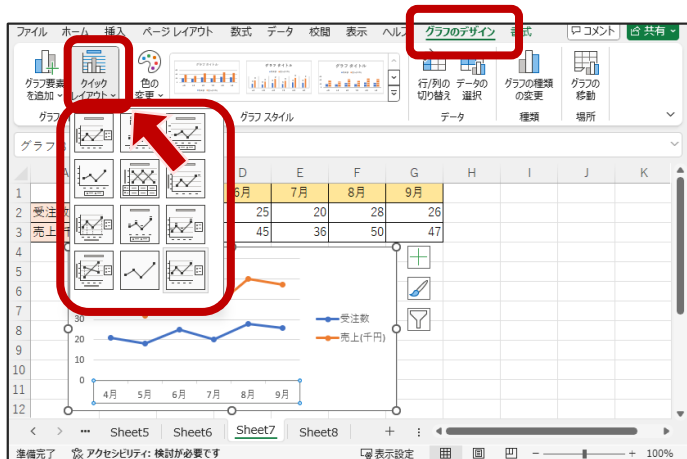 ファイル ホーム 挿入 ページ レイアウト 数式 データ 校閲 表示 ヘルプ グラフのデザイン 書式 コメント 共有
グラフ要素を追加 クイックレイアウト 色の変更 行/列の切り替え データの選択 グラフの種類の変更 グラフの移動
グラフ スタイル データ 種類 場所
グラフ
A D E F G H I J K
1 6月 7月 8月 9月
2 受注数 25 20 28 26
3 売上(千円) 45 36 50 47
4
5
6
7
8
9
10
11
12
30
20
10
0
4月 5月 6月 7月 8月 9月
受注数
売上(千円)
Sheet5 Sheet6 Sheet7 Sheet8
準備完了 アクセシビリティ: 検討が必要です 表示設定 100%